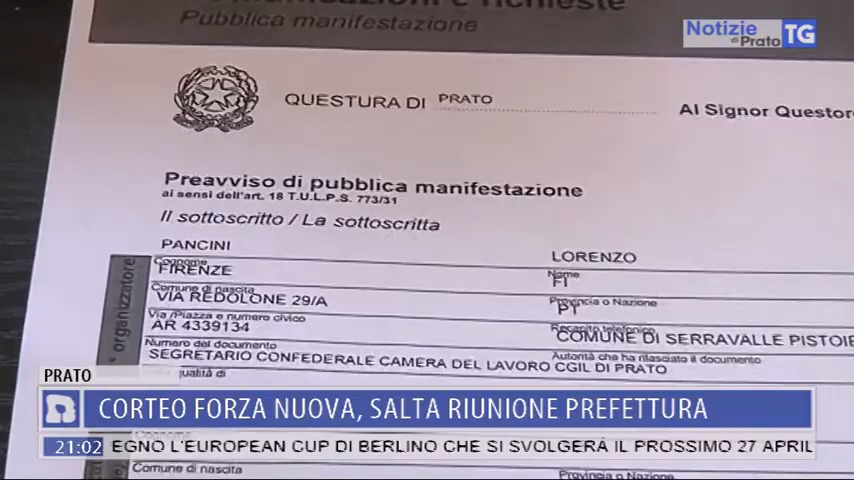 Pubblica manifestazione
Notizie
di Prato
TG
QUESTURA DI PRATO
Al Signor Questore
Preavviso di pubblica manifestazione
ai sensi dell'art. 18 T.U.L.P.S. 773/31
Il sottoscritto / La sottoscritta
PANCINI LORENZO
Cognome Nome
FIRENZE FI
Comune di nascita Provincia o Nazione
VIA REDOLONE 29/A PT
Via /Piazza e numero civico Recapito telefonico
AR 4339134 COMUNE DI SERRAVALLE PISTOIE
Numero del documento Autorità che ha rilasciato il documento
SEGRETARIO CONFEDERALE CAMERA DEL LAVORO CGIL DI PRATO
ualità di
organizzatore
PRATO
CORTEO FORZA NUOVA, SALTA RIUNIONE PREFETTURA
21:02 EGNO L'EUROPEAN CUP DI BERLINO CHE SI SVOLGERÁ IL PROSSIMO 27 APRIL
Comune di nascita Provincia o Nazione